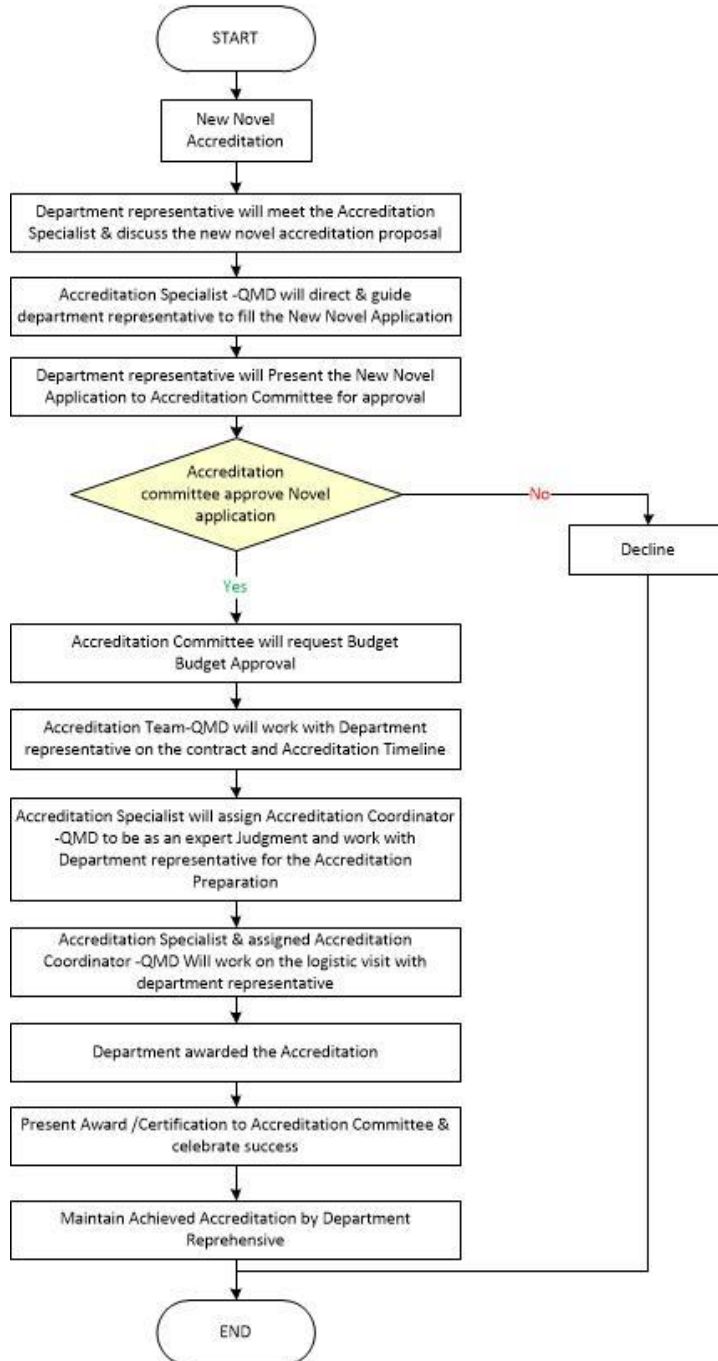 START
New Novel
Accreditation
Department representative will meet the Accreditation
Specialist & discuss the new novel accreditation proposal
Accreditation Specialist -QMD will direct & guide
department representative to fill the New Novel Application
Department representative will Present the New Novel
Application to Accreditation Committee for approval
Accreditation
committee approve Novel
application
No
Decline
Yes
Accreditation Committee will request Budget
Budget Approval
Accreditation Team-QMD will work with Department
representative on the contract and Accreditation Timeline
Accreditation Specialist will assign Accreditation Coordinator
-QMD to be as an expert Judgment and work with
Department representative for the Accreditation
Preparation
Accreditation Specialist & assigned Accreditation
Coordinator -QMD Will work on the logistic visit with
department representative
Department awarded the Accreditation
Present Award /Certification to Accreditation Committee &
celebrate success
Maintain Achieved Accreditation by Department
Reprehensive
END